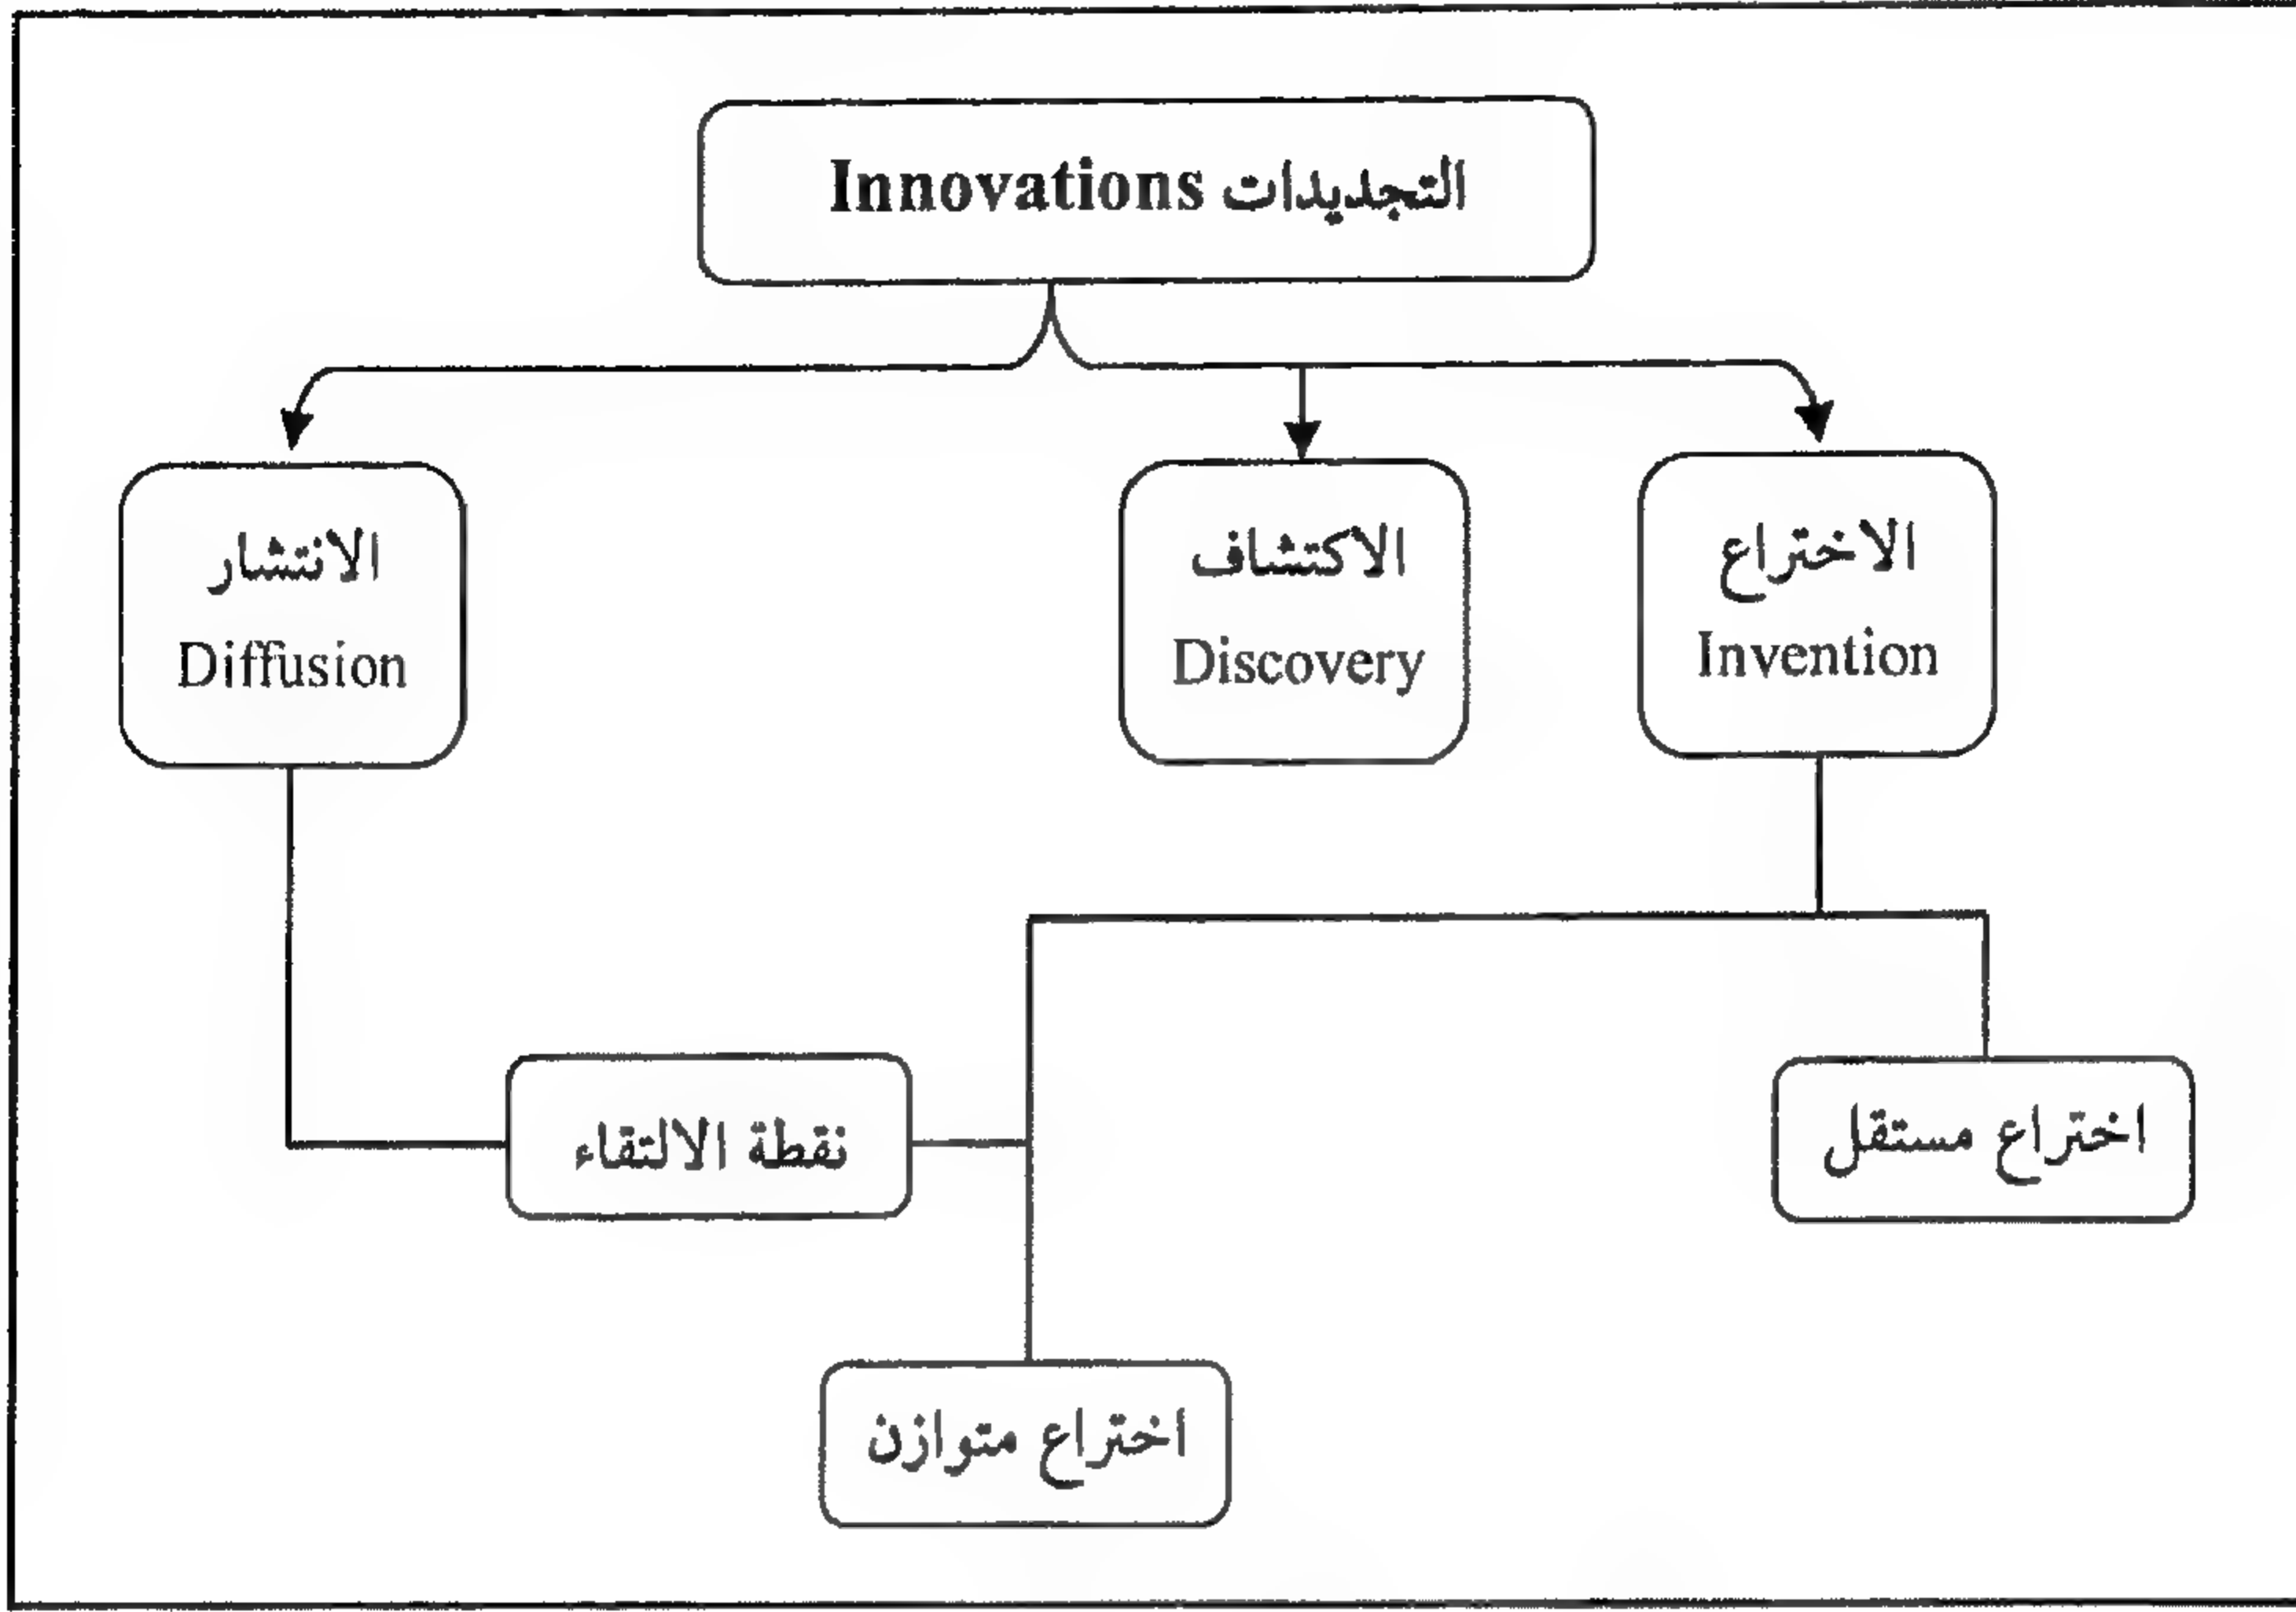 التجديدات Innovations
الاختراع
Invention
الاكتشاف
Discovery
الانتشار
Diffusion
اختراع مستقل
نقطة الالتقاء
اختراع متوازن